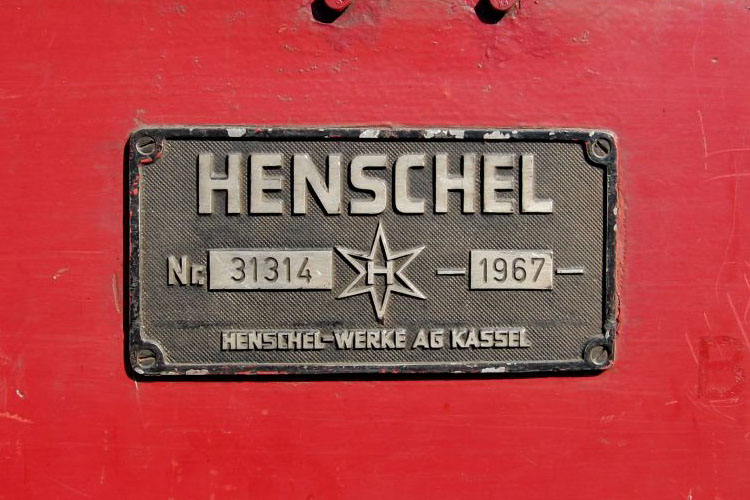 HENSCHEL
Nr. 31314 H — 1967 —
HENSCHEL-WERKE AG KASSEL